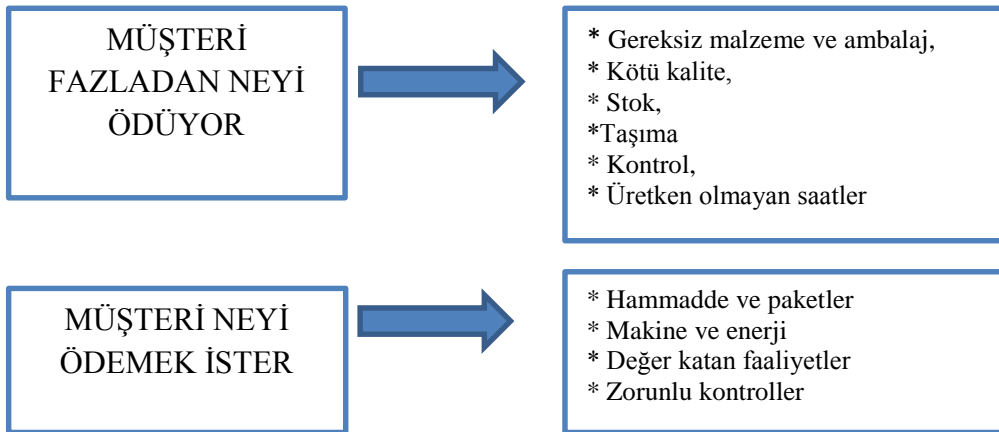 MÜŞTERİ
FAZLADAN NEYİ
ÖDÜYOR
* Gereksiz malzeme ve ambalaj,
* Kötü kalite,
* Stok,
*Taşıma
* Kontrol,
* Üretken olmayan saatler
MÜŞTERİ NEYİ
ÖDEMEK İSTER
* Hammadde ve paketler
* Makine ve enerji
* Değer katan faaliyetler
* Zorunlu kontroller